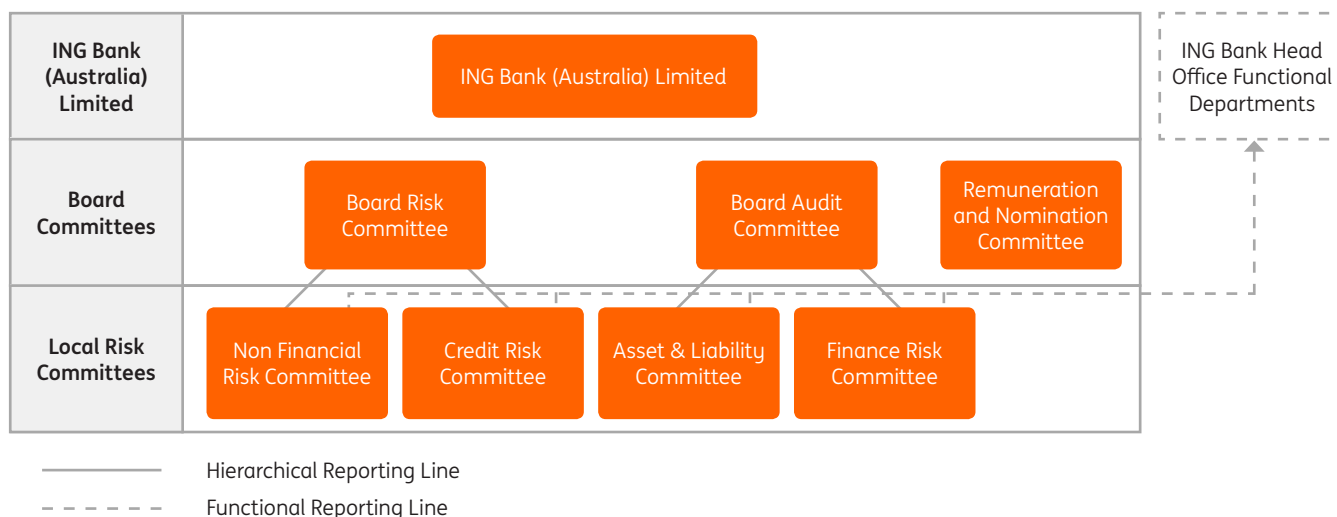 ING Bank
(Australia)
Limited
ING Bank (Australia) Limited
ING Bank Head
Office Functional
Departments
Board
Committees
Board Risk
Committee
Board Audit
Committee
Remuneration
and Nomination
Committee
Local Risk
Committees
Non Financial
Risk Committee
Credit Risk
Committee
Asset & Liability
Committee
Finance Risk
Committee
Hierarchical Reporting Line
Functional Reporting Line